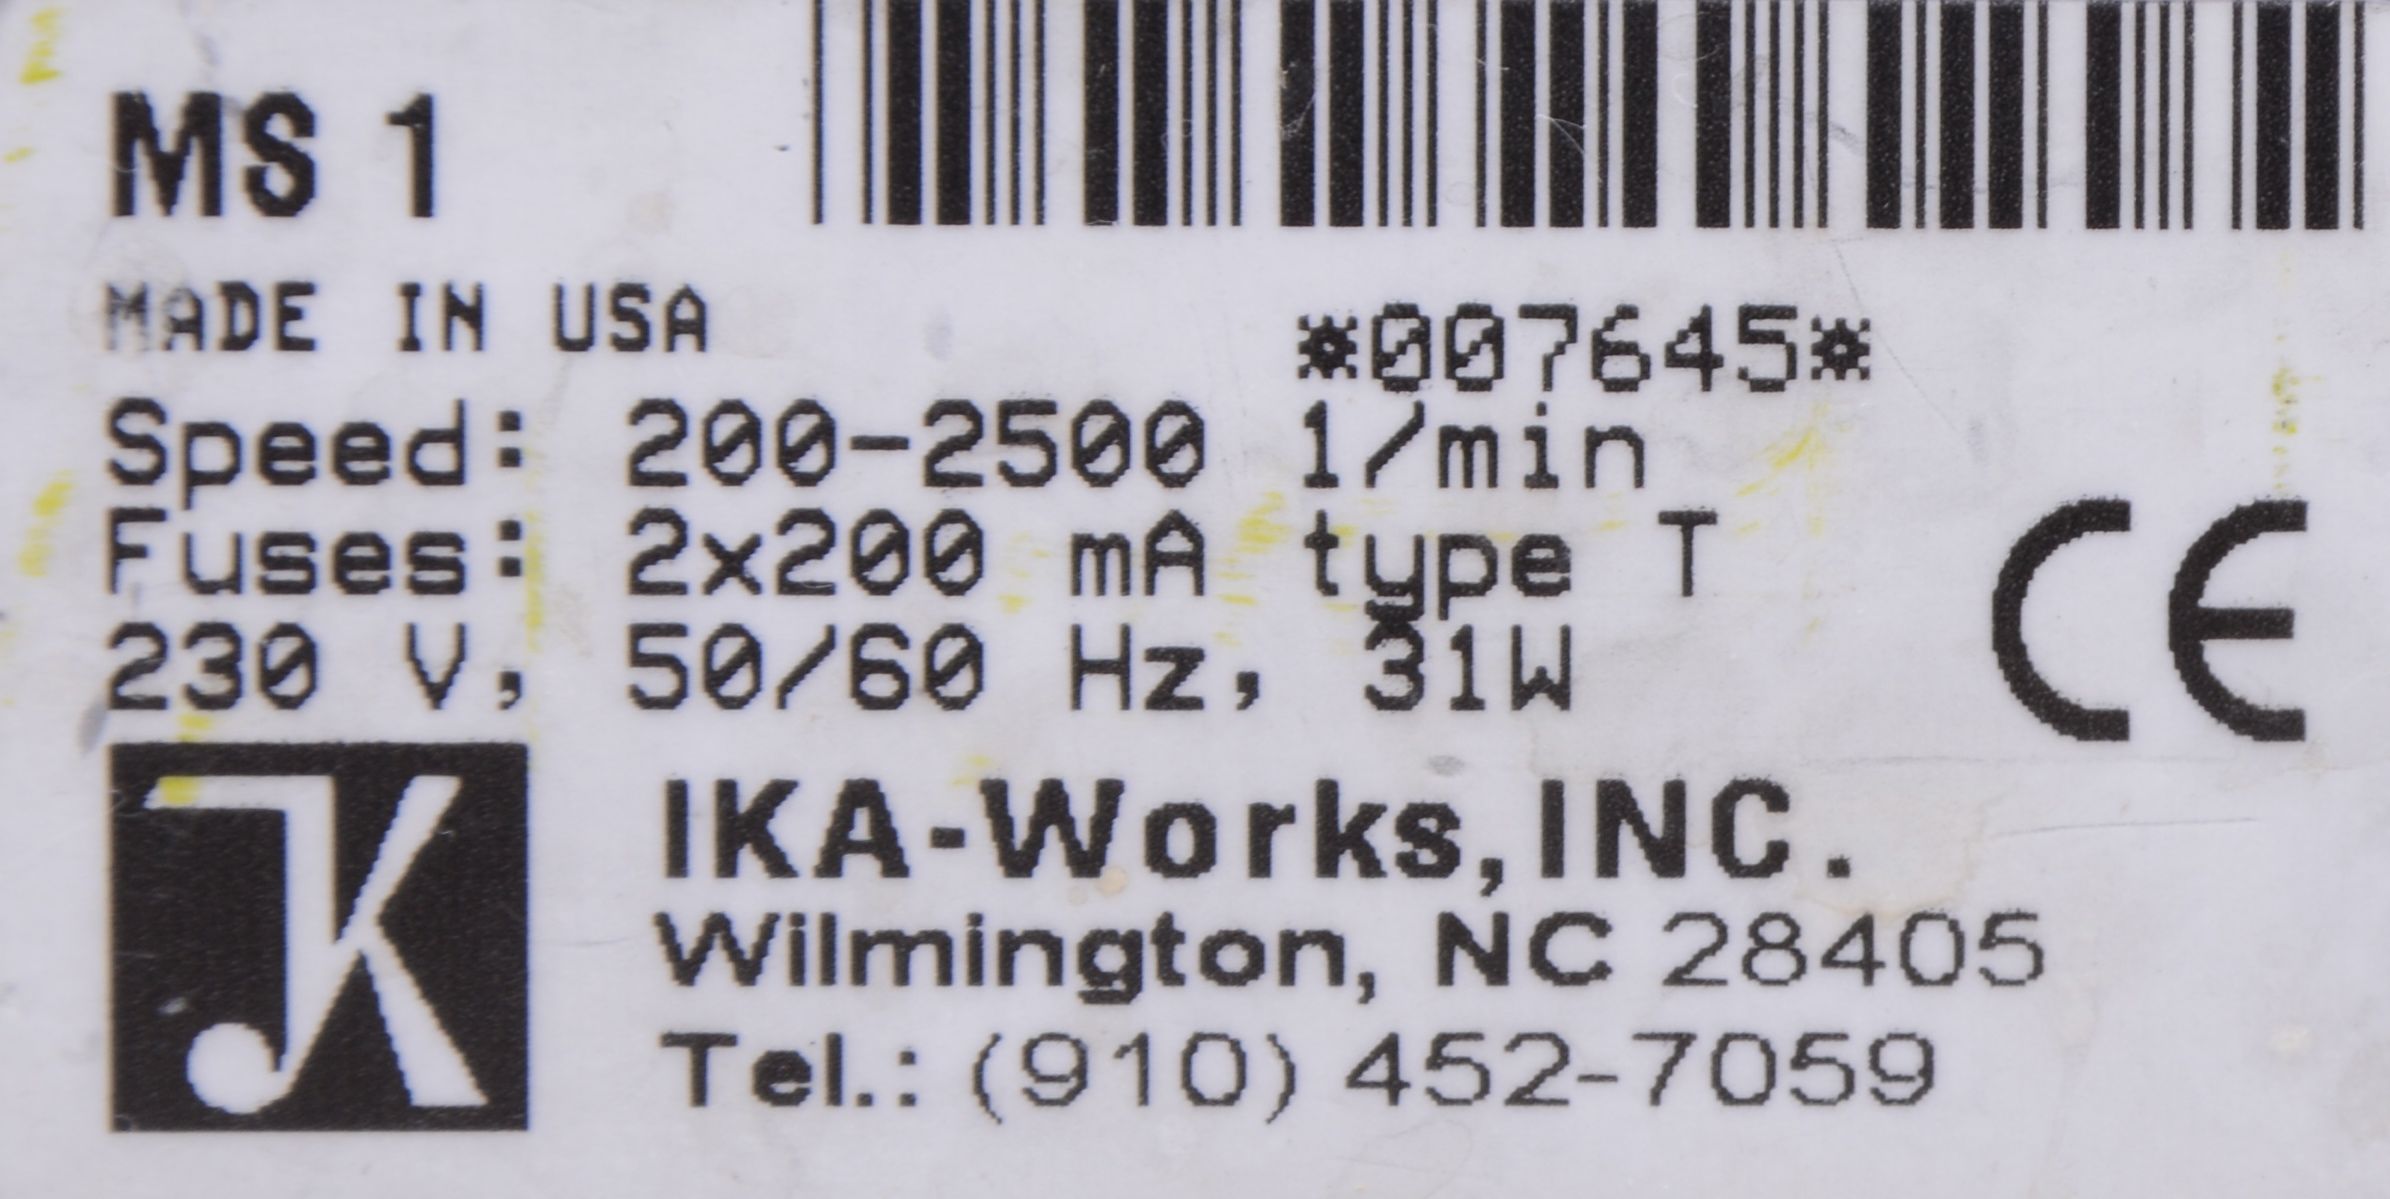 MS 1
MADE IN USA
*007645*
Speed: 200-2500 1/min
Fuses: 2x200 mA type T
230 V, 50/60 Hz, 31W
CE
IKA-Works,INC.
Wilmington, NC 28405
Tel.: (910) 452-7059